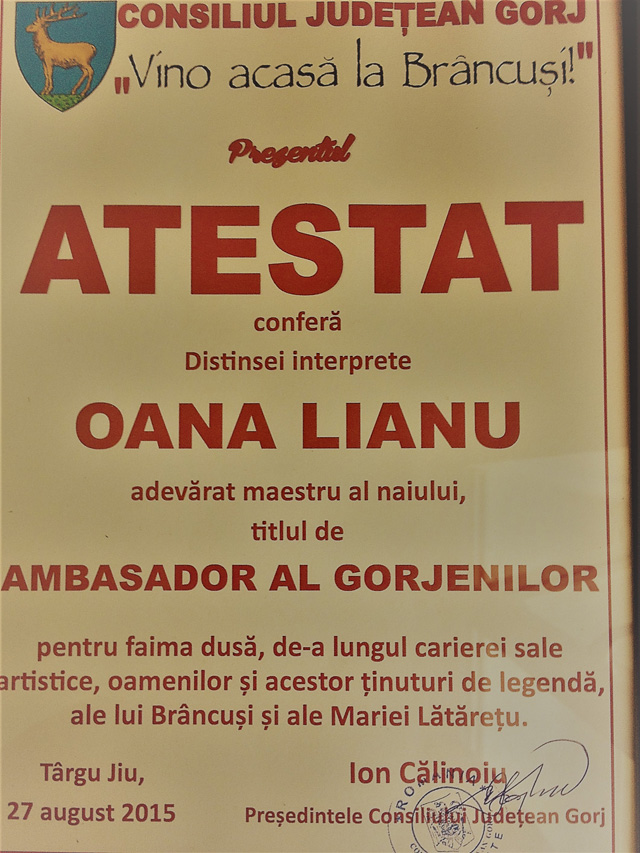 CONSILIUL JUDEȚEAN GORJ
"Vino acasă la Brâncuși!"
Prezentul
ATESTAT
conferă
Distinsei interprete
OANA LIANU
adevărat maestru al naiului,
titlul de
AMBASADOR AL GORJENILOR
pentru faima dusă, de-a lungul carierei sale
artistice, oamenilor și acestor ținuturi de legendă,
ale lui Brâncuși și ale Mariei Lătărețu.
Târgu Jiu,
27 august 2015
Ion Călinoiu
Președintele Consiliului Județean Gorj
ROMANIA